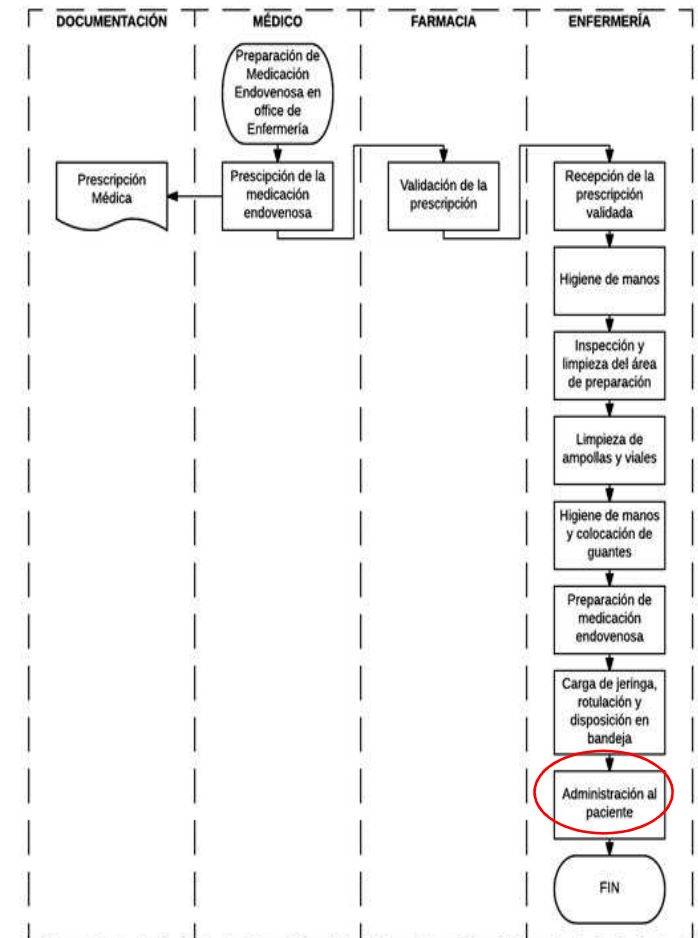 DOCUMENTACIÓN
MÉDICO
FARMACIA
ENFERMERÍA
Preparación de
Medicación
Endovenosa en
office de
Enfermería
Prescripción
Médica
Prescipción de la
medicación
endovenosa
Validación de la
prescripción
Recepción de la
prescripción
validada
Higiene de manos
Inspección y
limpieza del área
de preparación
Limpieza de
ampollas y viales
Higiene de manos
y colocación de
guantes
Preparación de
medicación
endovenosa
Carga de jeringa,
rotulación y
disposición en
bandeja
Administración al
paciente
FIN